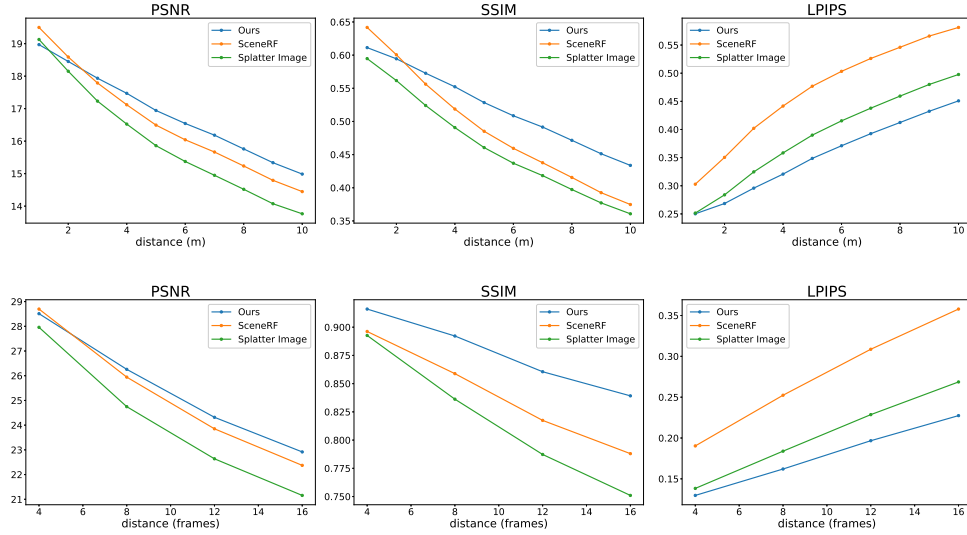 PSNR
19
18
17
16
15
14
2 4 6 8 10
distance (m)
Ours
SceneRF
Splatter Image
SSIM
0.65
0.60
0.55
0.50
0.45
0.40
0.35
2 4 6 8 10
distance (m)
Ours
SceneRF
Splatter Image
LPIPS
0.55
0.50
0.45
0.40
0.35
0.30
0.25
2 4 6 8 10
distance (m)
Ours
SceneRF
Splatter Image
PSNR
29
28
27
26
25
24
23
22
21
4 6 8 10 12 14 16
distance (frames)
Ours
SceneRF
Splatter Image
SSIM
0.900
0.875
0.850
0.825
0.800
0.775
0.750
4 6 8 10 12 14 16
distance (frames)
Ours
SceneRF
Splatter Image
LPIPS
0.35
0.30
0.25
0.20
0.15
4 6 8 10 12 14 16
distance (frames)
Ours
SceneRF
Splatter Image